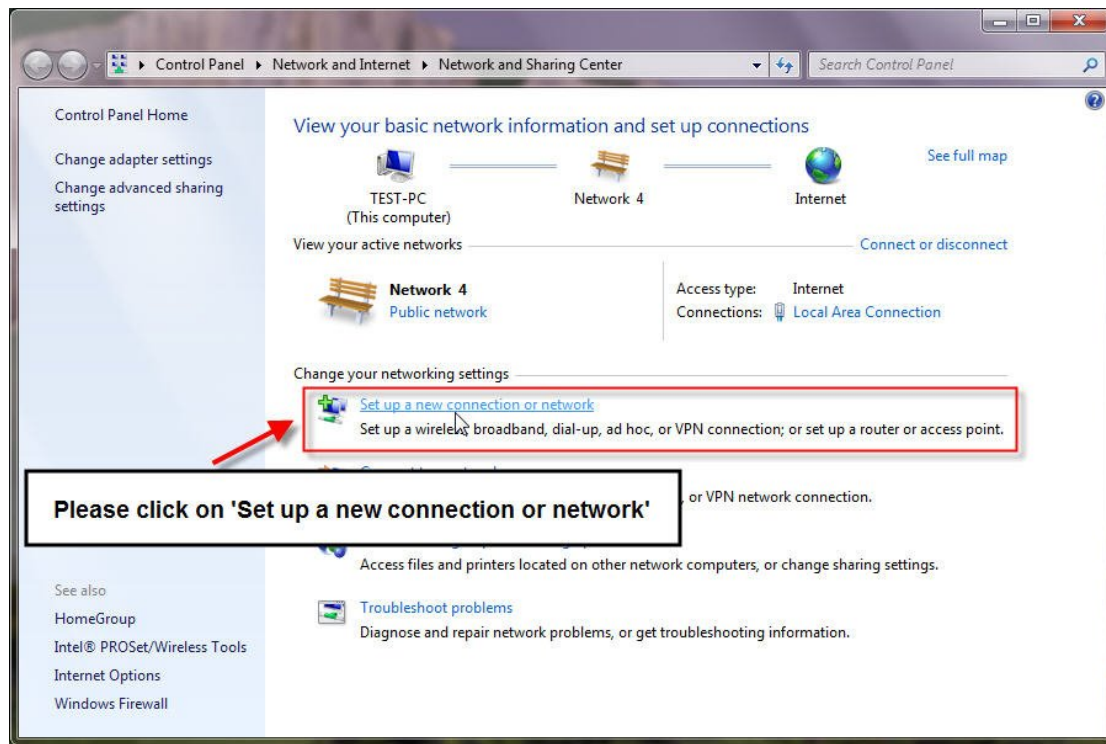 Control Panel ▸ Network and Internet ▸ Network and Sharing Center
Search Control Panel
Control Panel Home
Change adapter settings
Change advanced sharing
settings
View your basic network information and set up connections
See full map
TEST-PC
(This computer)
Network 4
Internet
View your active networks
Connect or disconnect
Network 4
Public network
Access type: Internet
Connections: Local Area Connection
Change your networking settings
Set up a new connection or network
Set up a wireless, broadband, dial-up, ad hoc, or VPN connection; or set up a router or access point.
Please click on 'Set up a new connection or network'
, or VPN network connection.
Access files and printers located on other network computers, or change sharing settings.
Troubleshoot problems
Diagnose and repair network problems, or get troubleshooting information.
See also
HomeGroup
Intel® PROSet/Wireless Tools
Internet Options
Windows Firewall